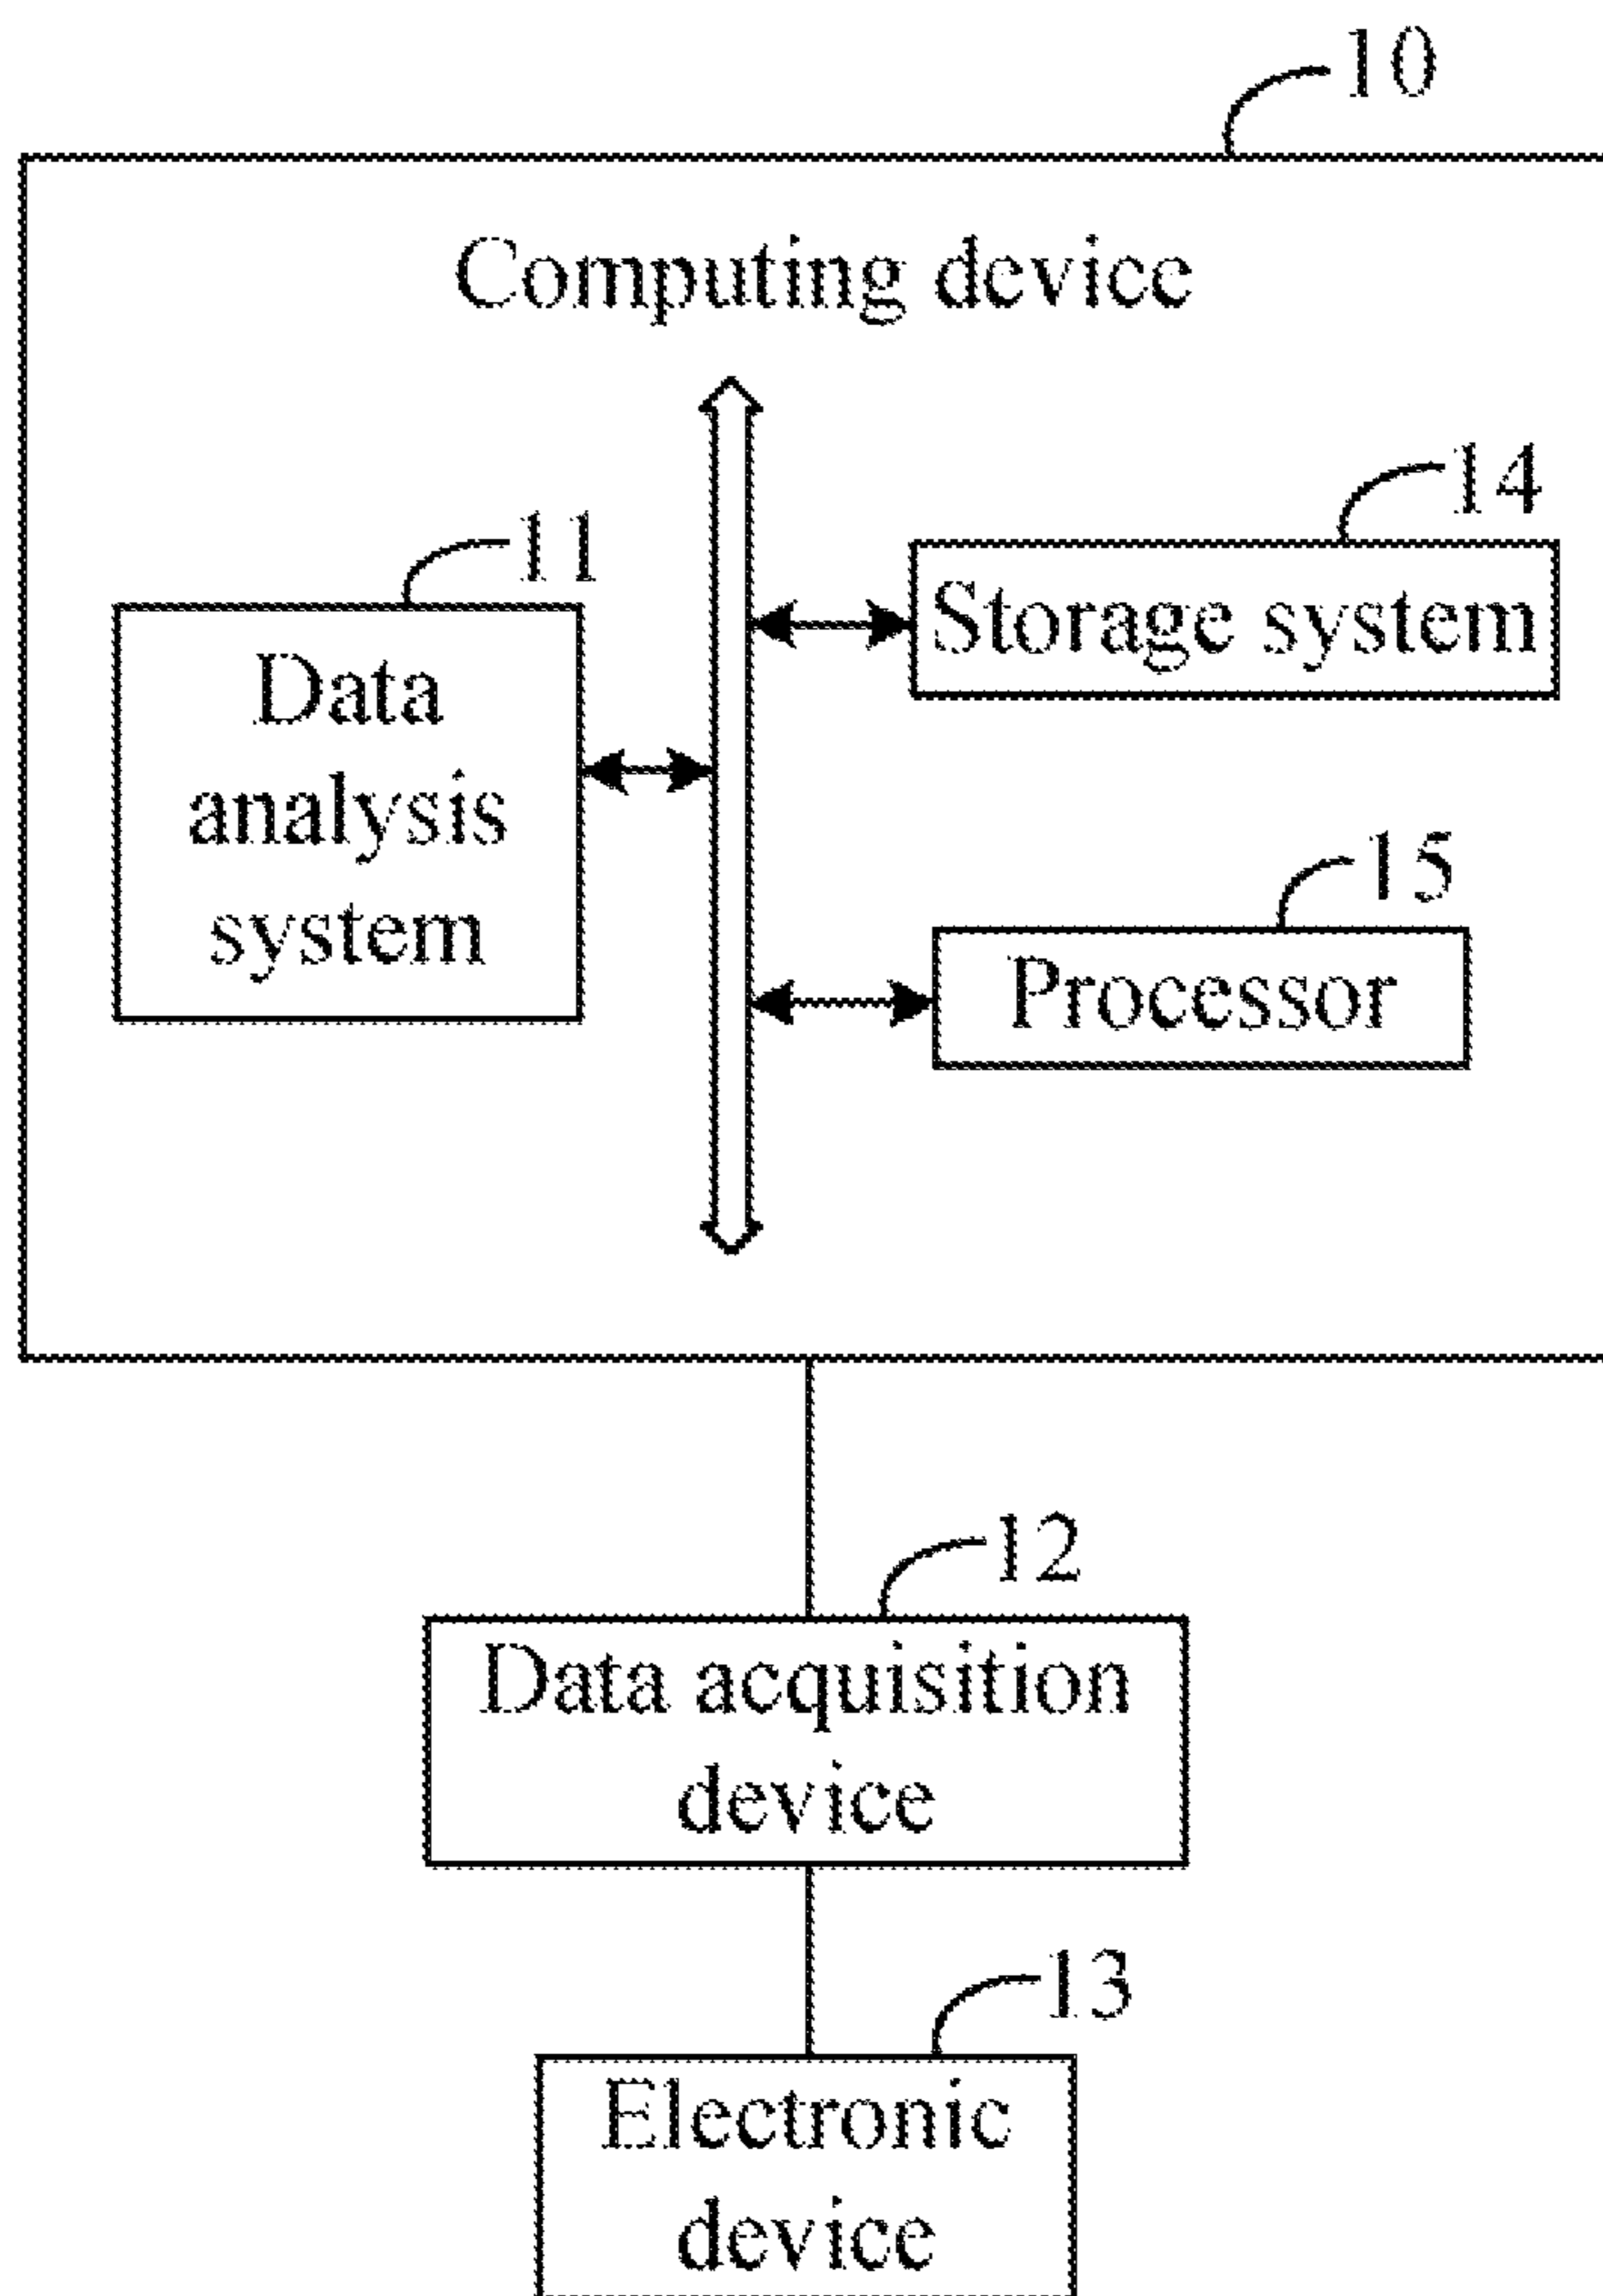 10
Computing device
14
11
Storage system
Data
analysis
system
15
Processor
12
Data acquisition
device
13
Electronic
device